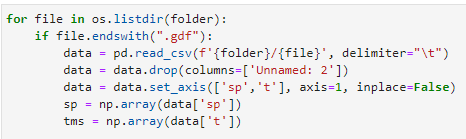 for file in os.listdir(folder):
    if file.endswith(".gdf"):
        data = pd.read_csv(f'{folder}/{file}', delimiter="\t")
        data = data.drop(columns=['Unnamed: 2'])
        data = data.set_axis(['sp','t'], axis=1, inplace=False)
        sp = np.array(data['sp'])
        tms = np.array(data['t'])